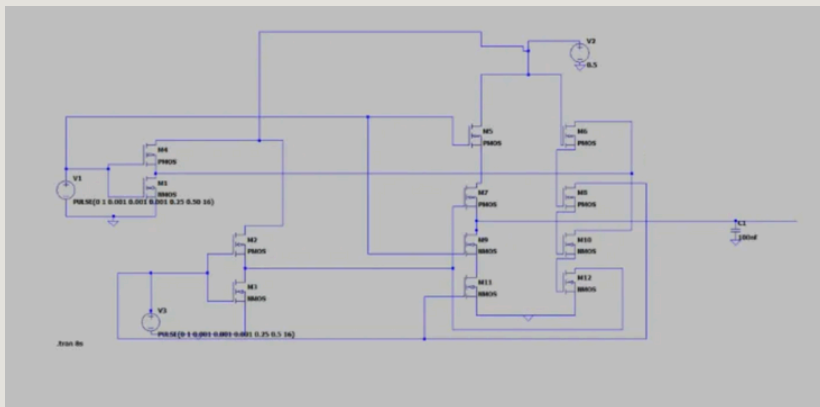 V2
0.5
M5
PMOS
M6
PMOS
M4
PMOS
V1
M1
NMOS
PULSE(0 1 0.001 0.001 0.001 0.25 0.50 16)
M7
PMOS
M8
PMOS
C1
100nf
M2
PMOS
M9
NMOS
M10
NMOS
M3
NMOS
M11
NMOS
M12
NMOS
V3
PULSE(0 1 0.001 0.001 0.001 0.25 0.5 16)
.tran 8s